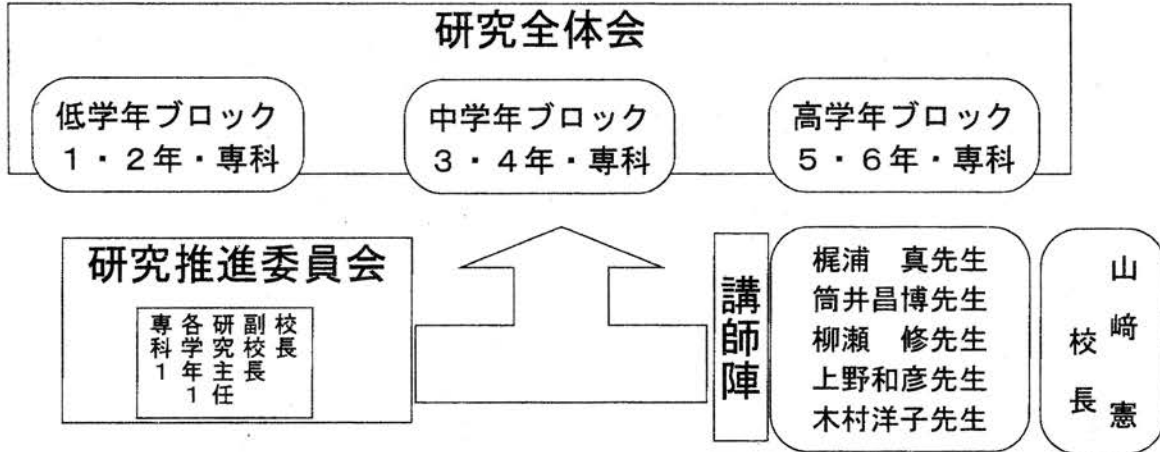 研究全体会
低学年ブロック
１・２年・専科
中学年ブロック
３・４年・専科
高学年ブロック
５・６年・専科
研究推進委員会
校長
副校長
研究主任
各学年１
専科１
講師陣
梶浦　真先生
筒井昌博先生
柳瀬　修先生
上野和彦先生
木村洋子先生
山﨑　憲
校長